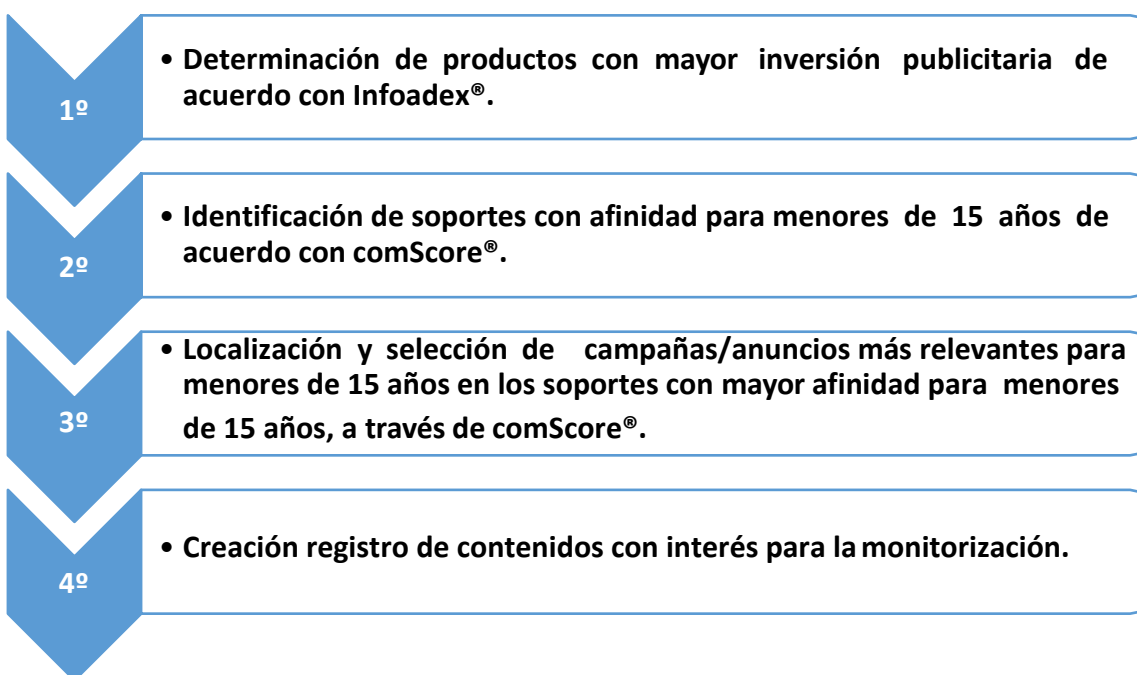 1º
• Determinación de productos con mayor inversión publicitaria de
acuerdo con Infoadex®.
2º
• Identificación de soportes con afinidad para menores de 15 años de
acuerdo con comScore®.
3º
• Localización y selección de campañas/anuncios más relevantes para
menores de 15 años en los soportes con mayor afinidad para menores
de 15 años, a través de comScore®.
4º
• Creación registro de contenidos con interés para la monitorización.